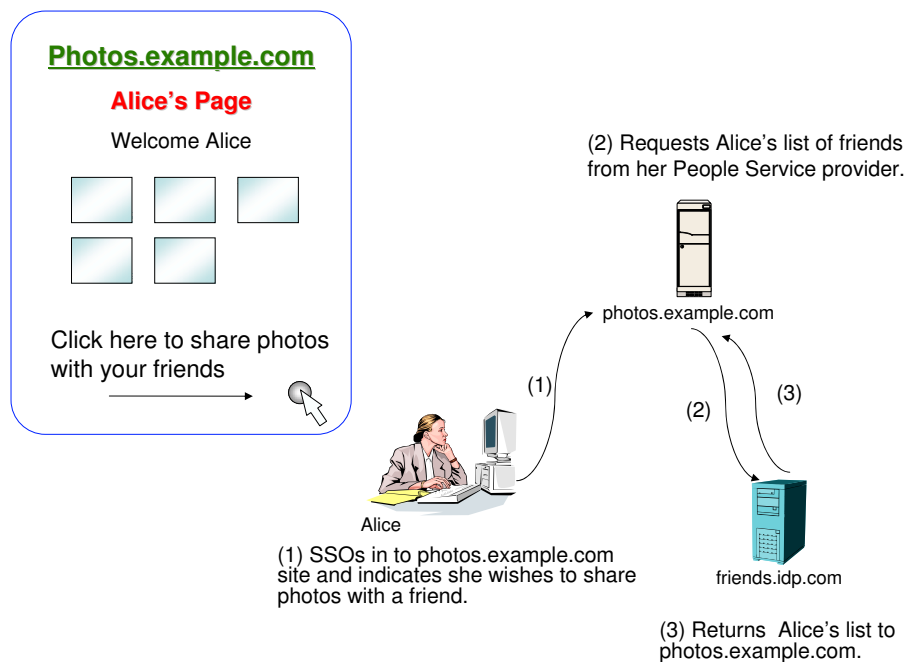 Photos.example.com
Alice's Page
Welcome Alice
Click here to share photos
with your friends
(2) Requests Alice's list of friends
from her People Service provider.
photos.example.com
(1)
(2)
(3)
Alice
(1) SSOs in to photos.example.com
site and indicates she wishes to share
photos with a friend.
friends.idp.com
(3) Returns Alice's list to
photos.example.com.